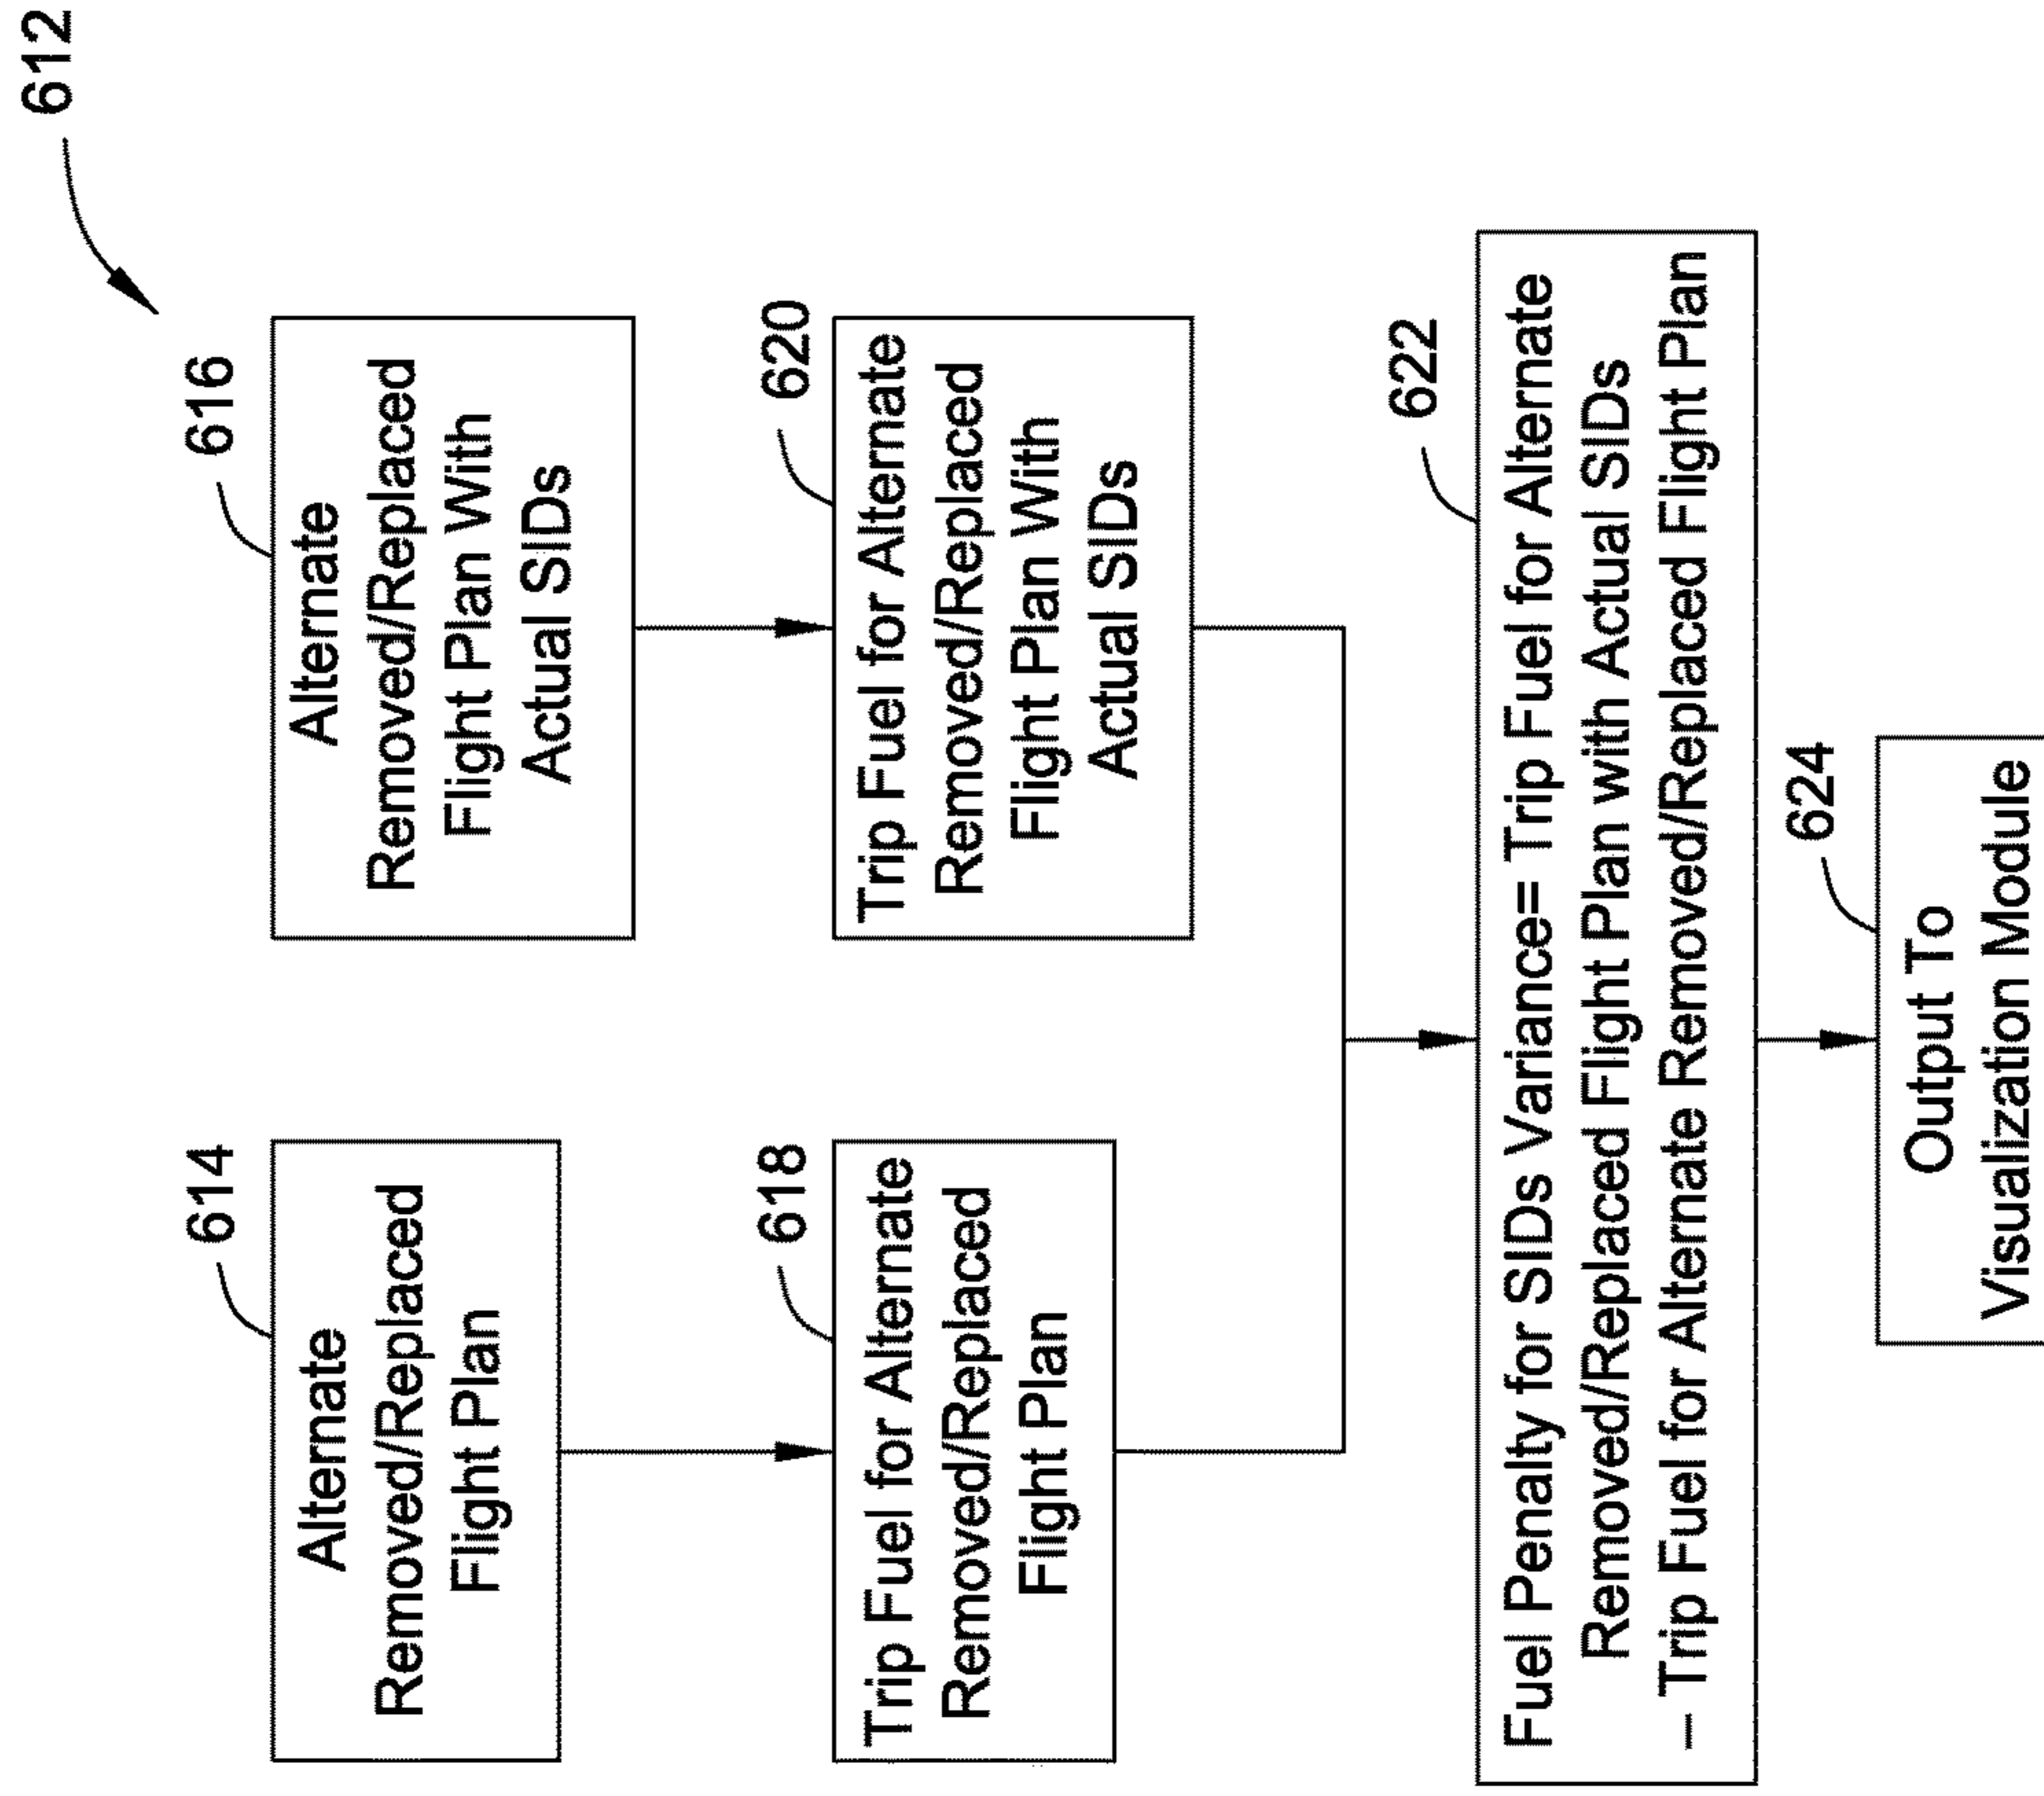 612
614
Alternate
Removed/Replaced
Flight Plan
616
Alternate
Removed/Replaced
Flight Plan With
Actual SIDs
618
Trip Fuel for Alternate
Removed/Replaced
Flight Plan
620
Trip Fuel for Alternate
Removed/Replaced
Flight Plan With
Actual SIDs
622
Fuel Penalty for SIDs Variance= Trip Fuel for Alternate
Removed/Replaced Flight Plan with Actual SIDs
– Trip Fuel for Alternate Removed/Replaced Flight Plan
624
Output To
Visualization Module